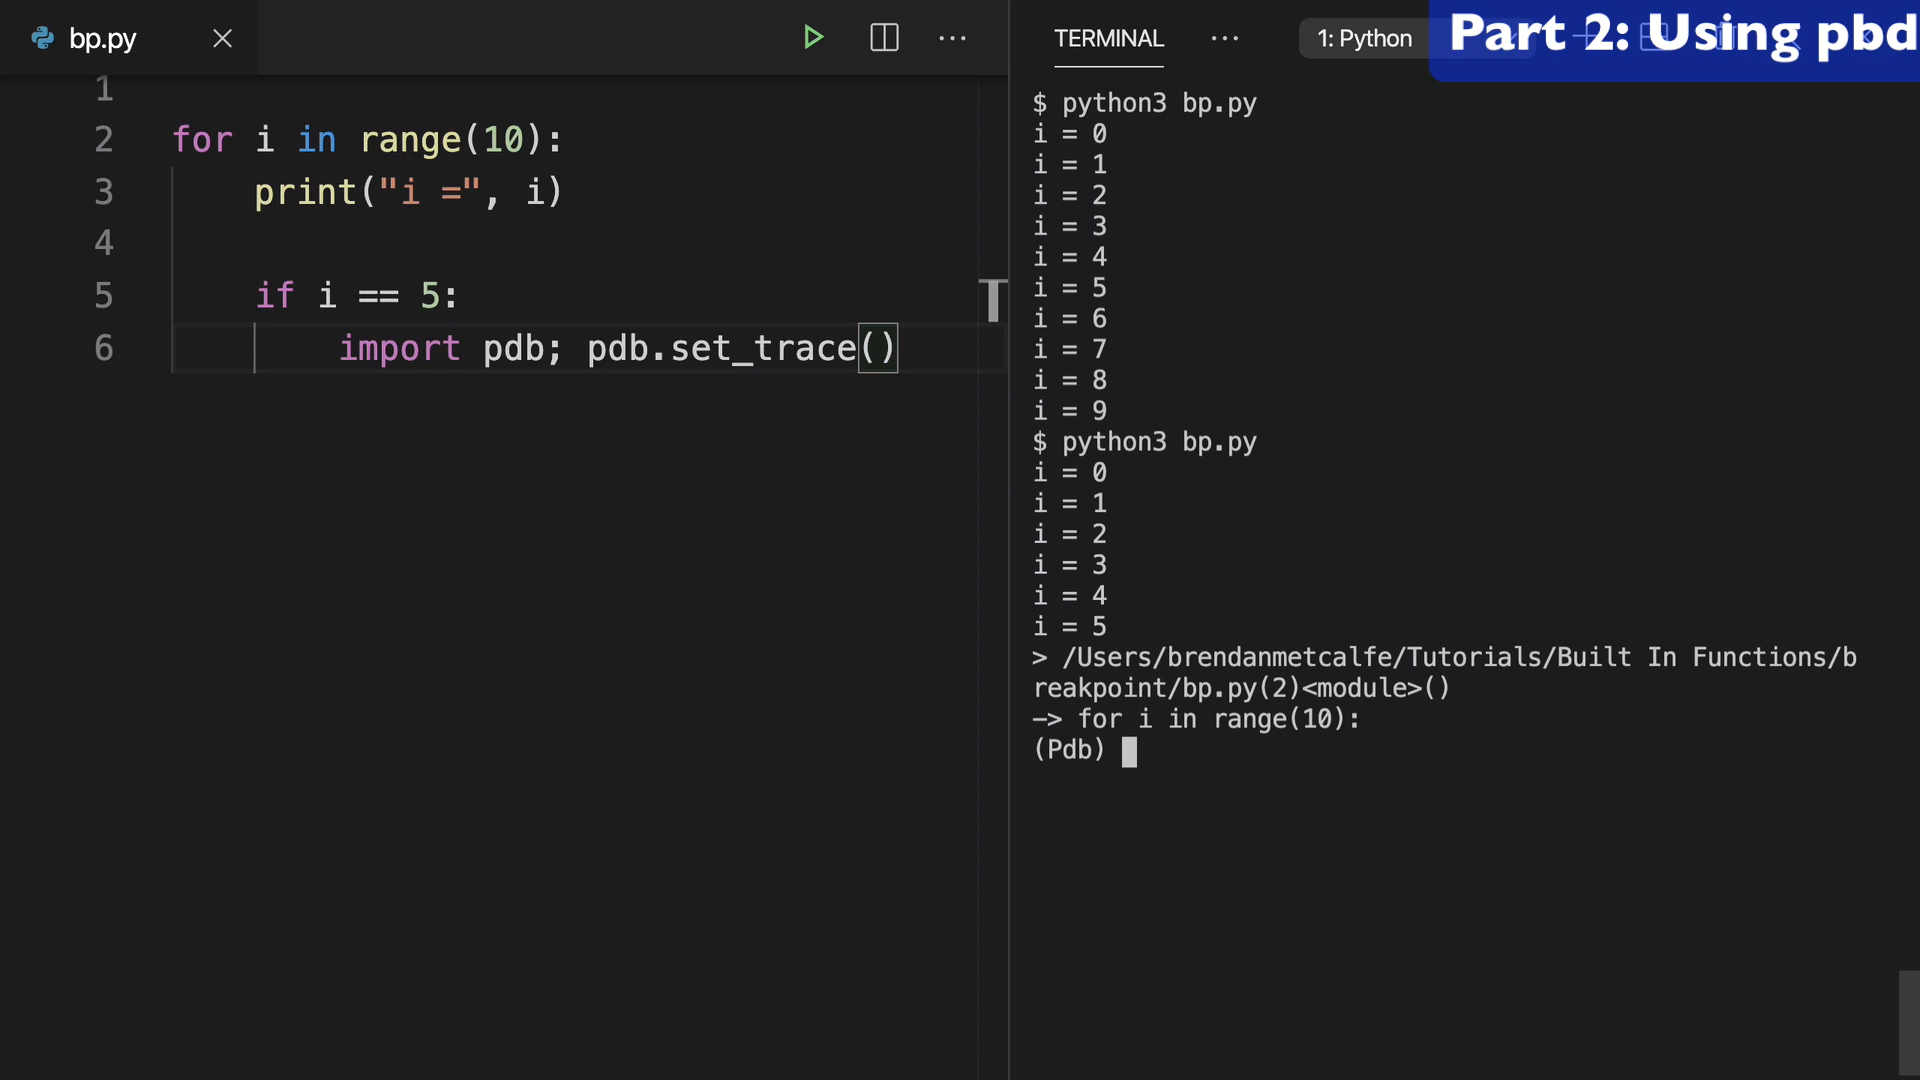 bp.py
1
2 for i in range(10):
3 print("i =", i)
4
5 if i == 5:
6 import pdb; pdb.set_trace()
TERMINAL
1: Python
Part 2: Using pbd
$ python3 bp.py
i = 0
i = 1
i = 2
i = 3
i = 4
i = 5
i = 6
i = 7
i = 8
i = 9
$ python3 bp.py
i = 0
i = 1
i = 2
i = 3
i = 4
i = 5
> /Users/brendanmetcalfe/Tutorials/Built In Functions/b
reakpoint/bp.py(2)<module>()
-> for i in range(10):
(Pdb)